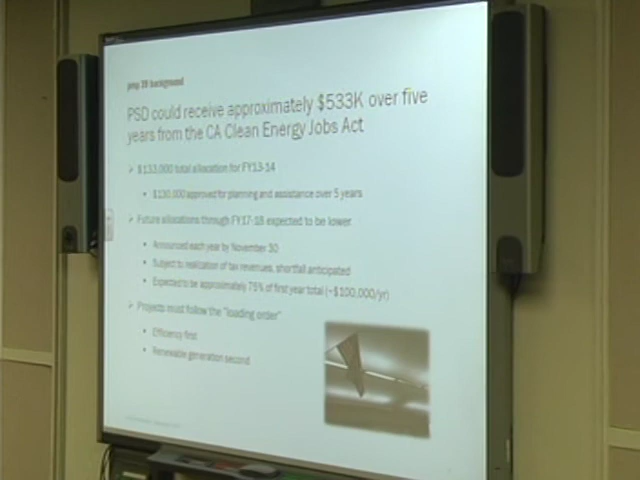 prop 39 background
PSD could receive approximately $533K over five
years from the CA Clean Energy Jobs Act
$133,000 total allocation for FY13-14
$130,000 approved for planning and assistance over 5 years
Future allocations through FY17-18 expected to be lower
Announced each year by November 30
Subject to realization of tax revenues, shortfall anticipated
Expected to be approximately 75% of first year total (~$100,000/yr)
Projects must follow the "loading order"
Efficiency first
Renewable generation second